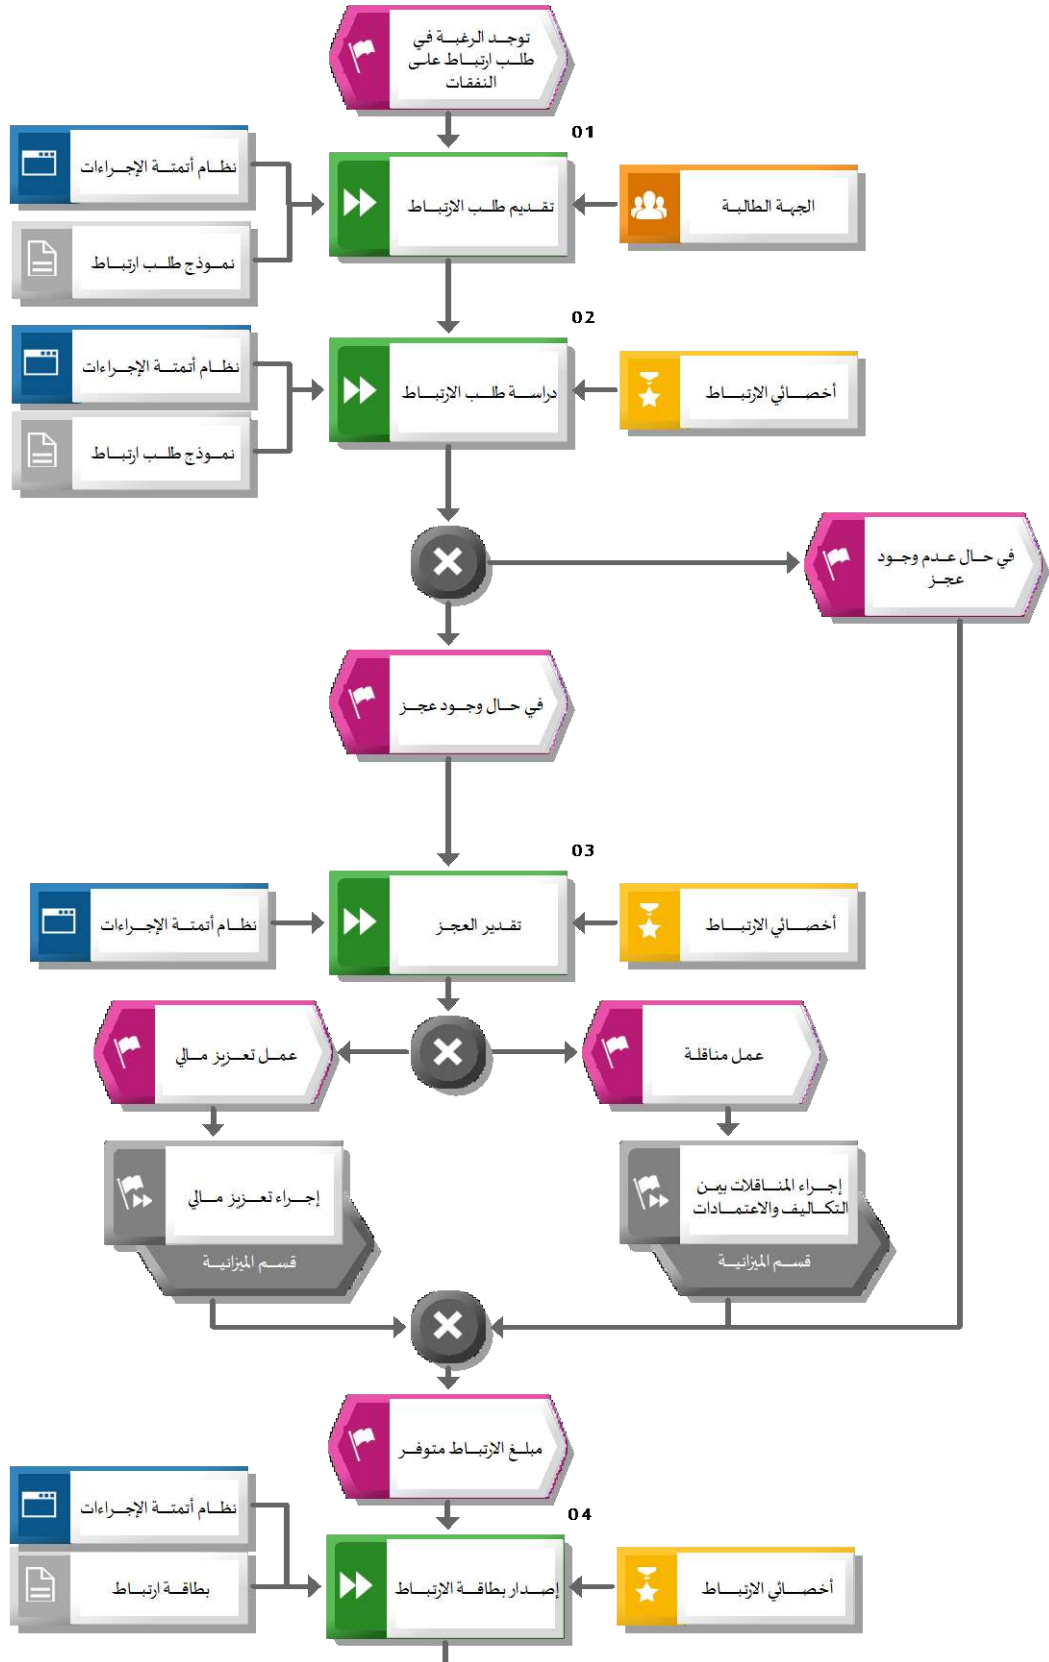 توجد الرغبة في
طلب ارتباط على
النفقات
01
الجهة الطالبة
تقديم طلب الارتباط
نظام أتمتة الإجراءات
نموذج طلب ارتباط
02
أخصائي الارتباط
دراسة طلب الارتباط
نظام أتمتة الإجراءات
نموذج طلب ارتباط
في حال عدم وجود
عجز
في حال وجود عجز
03
أخصائي الارتباط
تقدير العجز
نظام أتمتة الإجراءات
عمل مناقلة
عمل تعزيز مالي
إجراء المناقلات بين
التكاليف والاعتمادات
قسم الميزانية
إجراء تعزيز مالي
قسم الميزانية
مبلغ الارتباط متوفر
04
أخصائي الارتباط
إصدار بطاقة الارتباط
نظام أتمتة الإجراءات
بطاقة ارتباط